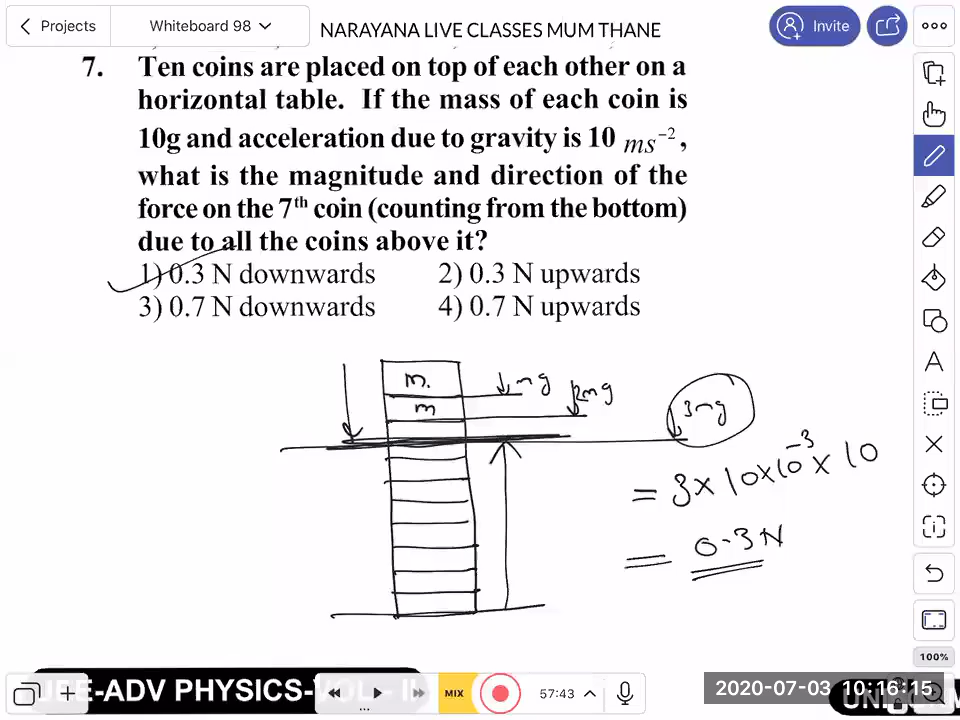 Projects
Whiteboard 98
NARAYANA LIVE CLASSES MUM THANE
Invite
7. Ten coins are placed on top of each other on a
horizontal table. If the mass of each coin is
10g and acceleration due to gravity is 10 ms⁻²,
what is the magnitude and direction of the
force on the 7th coin (counting from the bottom)
due to all the coins above it?
1) 0.3 N downwards 2) 0.3 N upwards
3) 0.7 N downwards 4) 0.7 N upwards
m. mg
m 2mg
3mg
= 3 × 10 × 10⁻³ × 10
= 0.3 N
100%
-ADV PHYSICS-VOL- II
MIX
57:43
2020-07-03 10:16:15